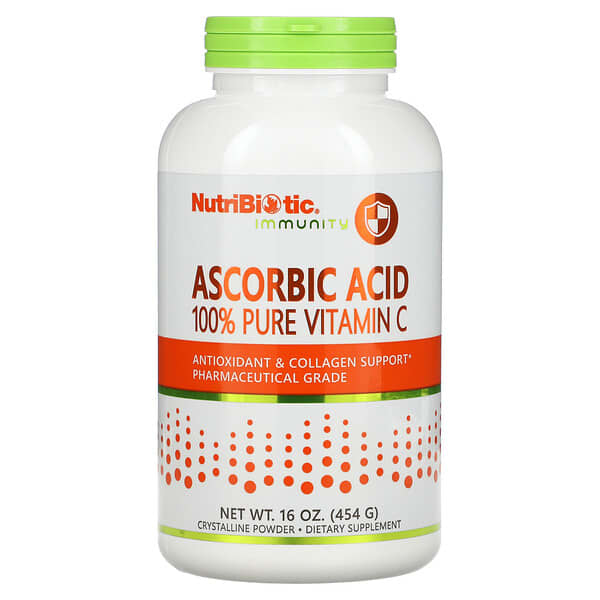 NutriBiotic®
immunity
ASCORBIC ACID
100% PURE VITAMIN C
ANTIOXIDANT & COLLAGEN SUPPORT*
PHARMACEUTICAL GRADE
NET WT. 16 OZ. (454 G)
CRYSTALLINE POWDER • DIETARY SUPPLEMENT